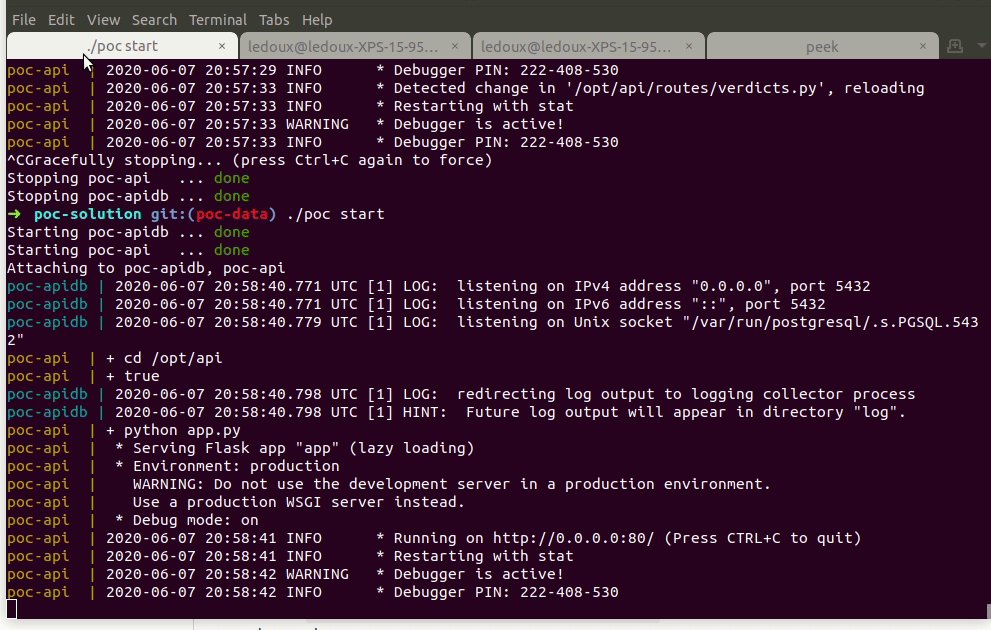 File Edit View Search Terminal Tabs Help
./poc start × ledoux@ledoux-XPS-15-95... × ledoux@ledoux-XPS-15-95... × peek ×
poc-api | 2020-06-07 20:57:29 INFO * Debugger PIN: 222-408-530
poc-api | 2020-06-07 20:57:33 INFO * Detected change in '/opt/api/routes/verdicts.py', reloading
poc-api | 2020-06-07 20:57:33 INFO * Restarting with stat
poc-api | 2020-06-07 20:57:33 WARNING * Debugger is active!
poc-api | 2020-06-07 20:57:33 INFO * Debugger PIN: 222-408-530
^CGracefully stopping... (press Ctrl+C again to force)
Stopping poc-api ... done
Stopping poc-apidb ... done
➜ poc-solution git:(poc-data) ./poc start
Starting poc-apidb ... done
Starting poc-api ... done
Attaching to poc-apidb, poc-api
poc-apidb | 2020-06-07 20:58:40.771 UTC [1] LOG: listening on IPv4 address "0.0.0.0", port 5432
poc-apidb | 2020-06-07 20:58:40.771 UTC [1] LOG: listening on IPv6 address "::", port 5432
poc-apidb | 2020-06-07 20:58:40.779 UTC [1] LOG: listening on Unix socket "/var/run/postgresql/.s.PGSQL.543
2"
poc-api | + cd /opt/api
poc-api | + true
poc-apidb | 2020-06-07 20:58:40.798 UTC [1] LOG: redirecting log output to logging collector process
poc-apidb | 2020-06-07 20:58:40.798 UTC [1] HINT: Future log output will appear in directory "log".
poc-api | + python app.py
poc-api | * Serving Flask app "app" (lazy loading)
poc-api | * Environment: production
poc-api | WARNING: Do not use the development server in a production environment.
poc-api | Use a production WSGI server instead.
poc-api | * Debug mode: on
poc-api | 2020-06-07 20:58:41 INFO * Running on http://0.0.0.0:80/ (Press CTRL+C to quit)
poc-api | 2020-06-07 20:58:41 INFO * Restarting with stat
poc-api | 2020-06-07 20:58:42 WARNING * Debugger is active!
poc-api | 2020-06-07 20:58:42 INFO * Debugger PIN: 222-408-530